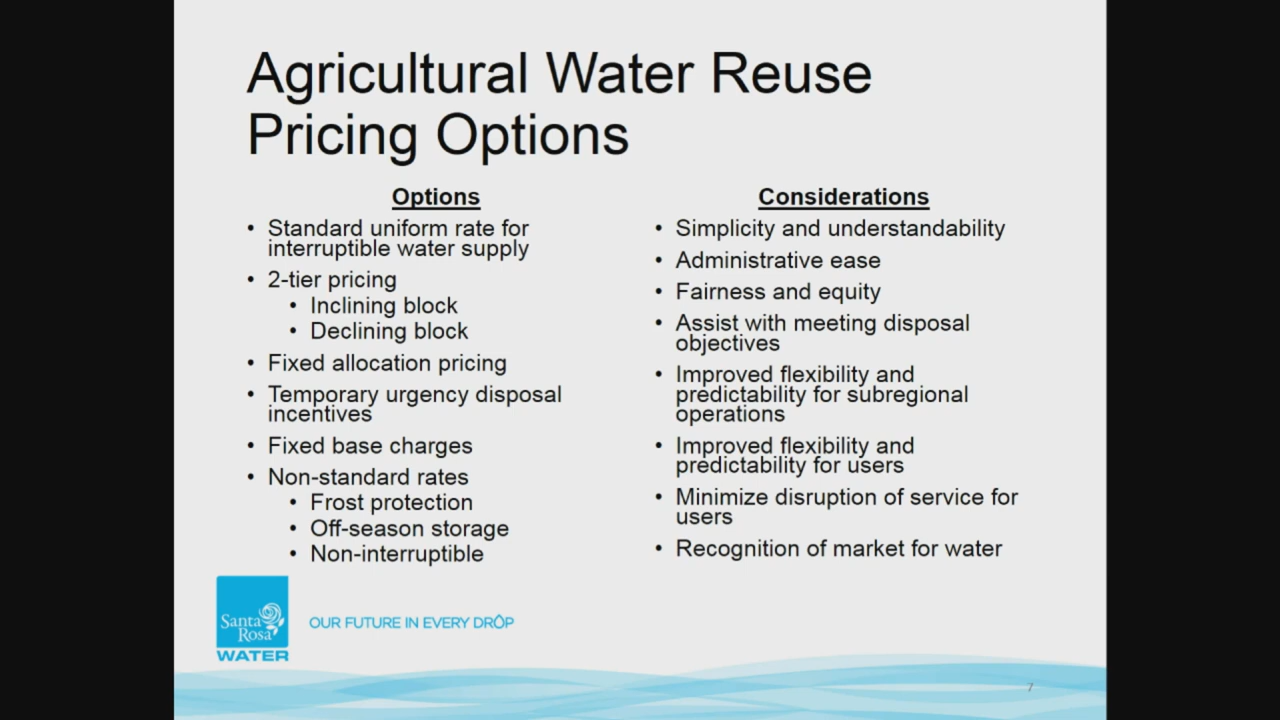 Agricultural Water Reuse
Pricing Options
Options
• Standard uniform rate for
interruptible water supply
• 2-tier pricing
• Inclining block
• Declining block
• Fixed allocation pricing
• Temporary urgency disposal
incentives
• Fixed base charges
• Non-standard rates
• Frost protection
• Off-season storage
• Non-interruptible
Considerations
• Simplicity and understandability
• Administrative ease
• Fairness and equity
• Assist with meeting disposal
objectives
• Improved flexibility and
predictability for subregional
operations
• Improved flexibility and
predictability for users
• Minimize disruption of service for
users
• Recognition of market for water
Santa
Rosa
WATER
OUR FUTURE IN EVERY DROP
7